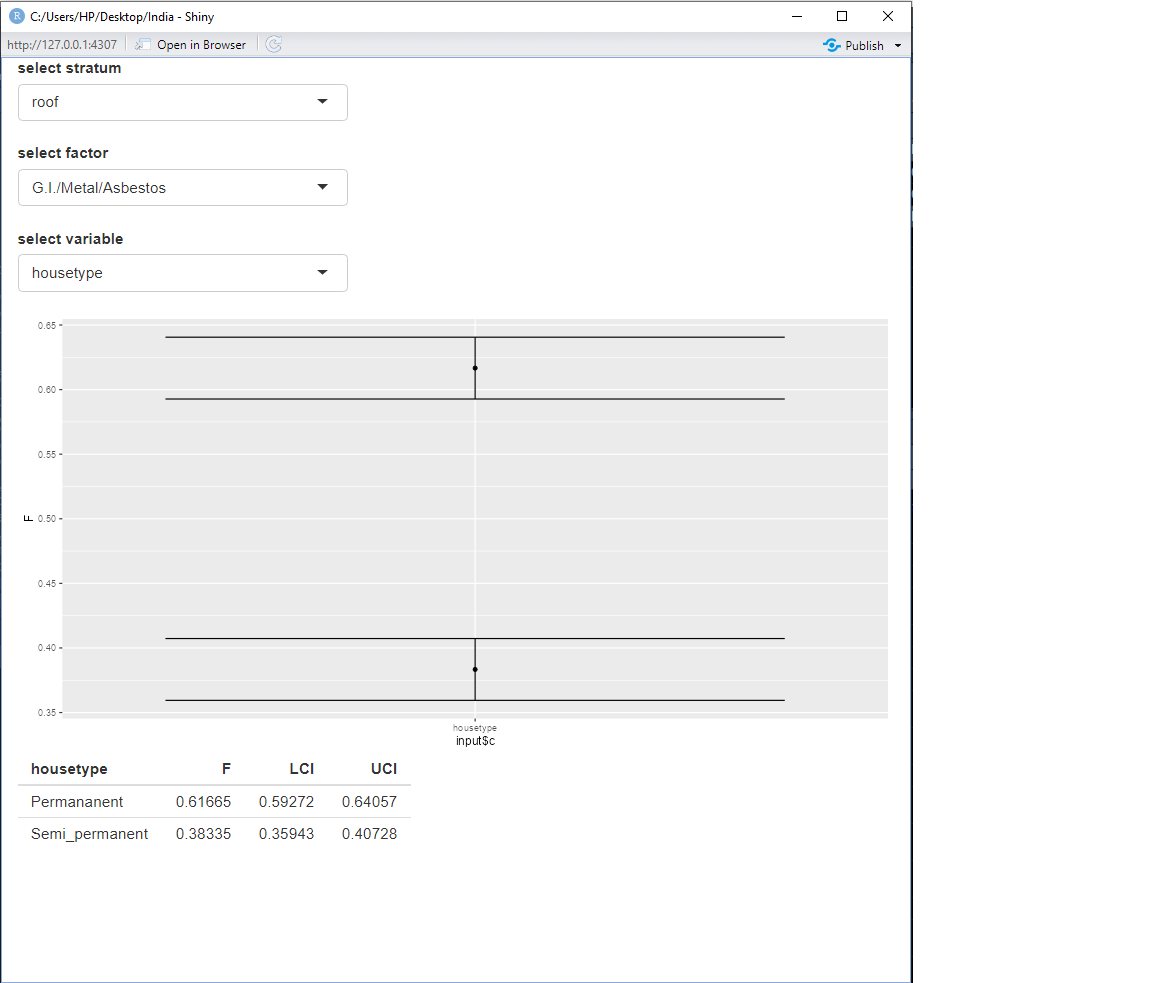 R C:/Users/HP/Desktop/India - Shiny
http://127.0.0.1:4307 Open in Browser Publish
select stratum
roof
select factor
G.I./Metal/Asbestos
select variable
housetype
0.65
0.60
0.55
F
0.50
0.45
0.40
0.35
housetype
input$c
housetype F LCI UCI
Permananent 0.61665 0.59272 0.64057
Semi_permanent 0.38335 0.35943 0.40728